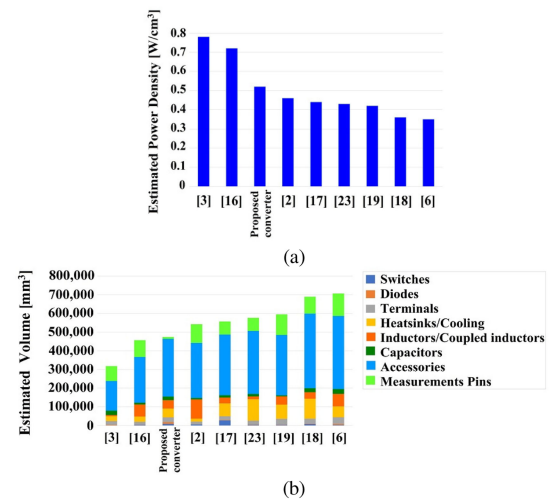 Estimated Power Density [W/cm³]
0.8
0.7
0.6
0.5
0.4
0.3
0.2
0.1
0
[3] [16] Proposed converter [2] [17] [23] [19] [18] [6]
(a)
Estimated Volume [mm³]
800,000
700,000
600,000
500,000
400,000
300,000
200,000
100,000
0
[3] [16] Proposed converter [2] [17] [23] [19] [18] [6]
Switches
Diodes
Terminals
Heatsinks/Cooling
Inductors/Coupled inductors
Capacitors
Accessories
Measurements Pins
(b)